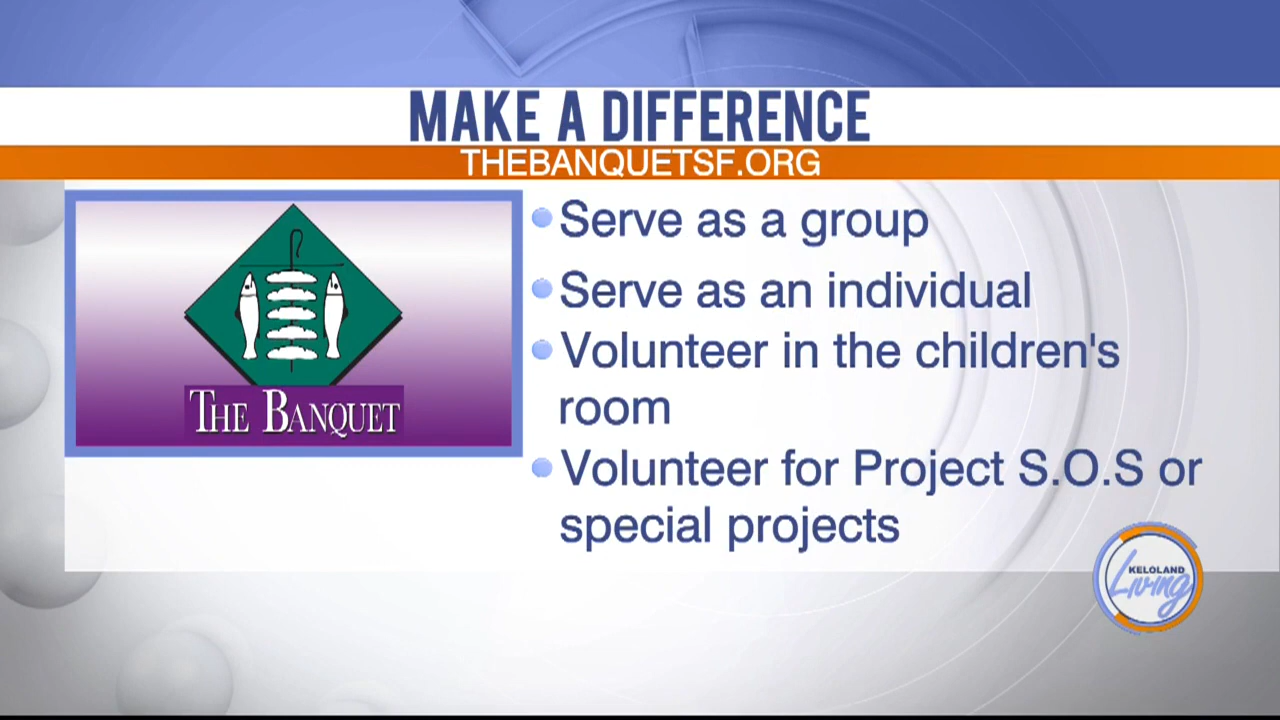 MAKE A DIFFERENCE
THEBANQUETSF.ORG
THE BANQUET
Serve as a group
Serve as an individual
Volunteer in the children's
room
Volunteer for Project S.O.S or
special projects
KELOLAND
Living